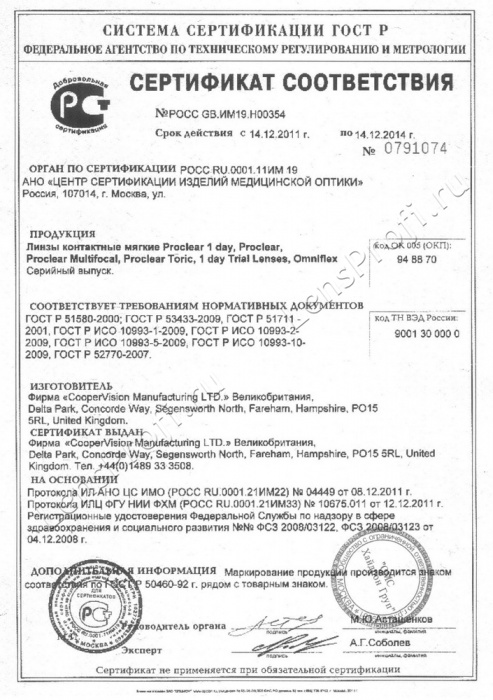 СИСТЕМА СЕРТИФИКАЦИИ ГОСТ Р
ФЕДЕРАЛЬНОЕ АГЕНТСТВО ПО ТЕХНИЧЕСКОМУ РЕГУЛИРОВАНИЮ И МЕТРОЛОГИИ
Добровольная
сертификация
СЕРТИФИКАТ СООТВЕТСТВИЯ
№РОСС GB.ИМ19.Н00354
Срок действия с 14.12.2011 г. по 14.12.2014 г.
№ 0791074
ОРГАН ПО СЕРТИФИКАЦИИ РОСС RU.0001.11ИМ 19
АНО «ЦЕНТР СЕРТИФИКАЦИИ ИЗДЕЛИЙ МЕДИЦИНСКОЙ ОПТИКИ»
Россия, 107014, г. Москва, ул.
ПРОДУКЦИЯ
Линзы контактные мягкие Proclear 1 day, Proclear,
Proclear Multifocal, Proclear Toric, 1 day Trial Lenses, Omniflex
Серийный выпуск.
код ОК 005 (ОКП):
94 88 70
СООТВЕТСТВУЕТ ТРЕБОВАНИЯМ НОРМАТИВНЫХ ДОКУМЕНТОВ
ГОСТ Р 51580-2000; ГОСТ Р 53433-2009, ГОСТ Р 51711 -
2001, ГОСТ Р ИСО 10993-1-2009, ГОСТ Р ИСО 10993-2-
2009, ГОСТ Р ИСО 10993-5-2009, ГОСТ Р ИСО 10993-10-
2009, ГОСТ Р 52770-2007.
код ТН ВЭД России:
9001 30 000 0
ИЗГОТОВИТЕЛЬ
Фирма «CooperVision Manufacturing LTD.» Великобритания,
Delta Park, Concorde Way, Segensworth North, Fareham, Hampshire, PO15
5RL, United Kingdom.
СЕРТИФИКАТ ВЫДАН
Фирма «CooperVision Manufacturing LTD.» Великобритания,
Delta Park, Concorde Way, Segensworth North, Fareham, Hampshire, PO15 5RL, United
Kingdom. Тел. +44(0)1489 33 3508.
НА ОСНОВАНИИ
Протокола ИЛ АНО ЦС ИМО (РОСС RU.0001.21ИМ22) № 04449 от 06.12.2011 г.
Протокола ИЛЦ ФГУ НИИ ФХМ (РОСС RU.0001.21ИМ33) № 10675.011 от 12.12.2011 г.
Регистрационные удостоверения Федеральной Службы по надзору в сфере
здравоохранения и социального развития №№ ФСЗ 2008/03122, ФСЗ 2008/03123 от
04.12.2008 г.
ДОПОЛНИТЕЛЬНАЯ ИНФОРМАЦИЯ Маркирование продукции производится знаком
соответствия по ГОСТ Р 50460-92 г. рядом с товарным знаком.
Руководитель органа
подпись
М.Ю.Асташенков
инициалы, фамилия
Эксперт
подпись
А.Г.Соболев
инициалы, фамилия
Сертификат не применяется при обязательной сертификации
LensProfi.ru